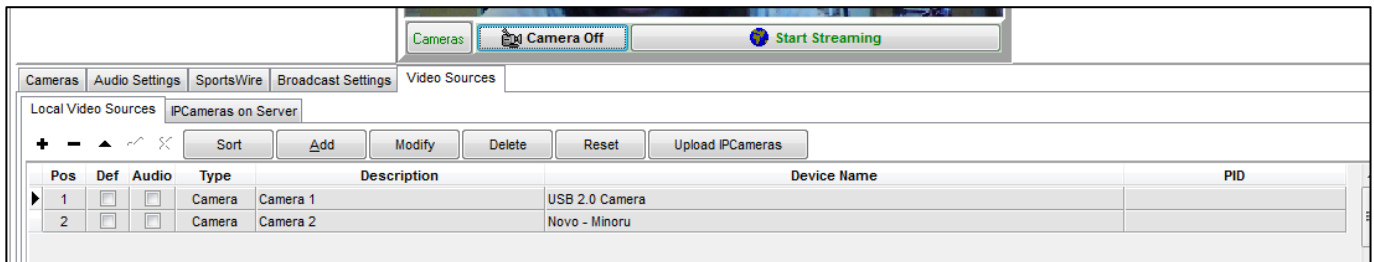 Cameras Camera Off Start Streaming
Cameras Audio Settings SportsWire Broadcast Settings Video Sources
Local Video Sources IPCameras on Server
Sort Add Modify Delete Reset Upload IPCameras
Pos Def Audio Type Description Device Name PID
1 Camera Camera 1 USB 2.0 Camera
2 Camera Camera 2 Novo - Minoru